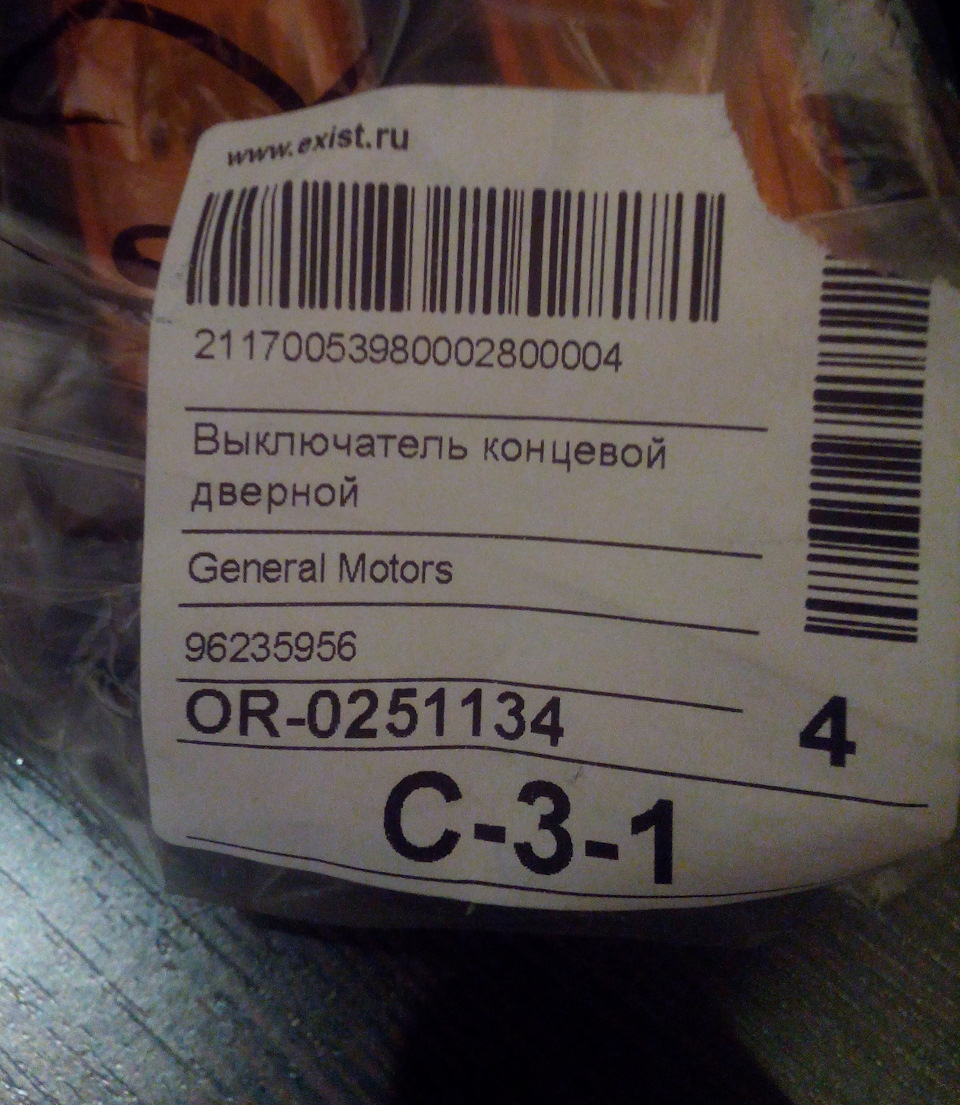 www.exist.ru
21170053980002800004
Выключатель концевой
дверной
General Motors
96235956
OR-0251134
4
C-3-1